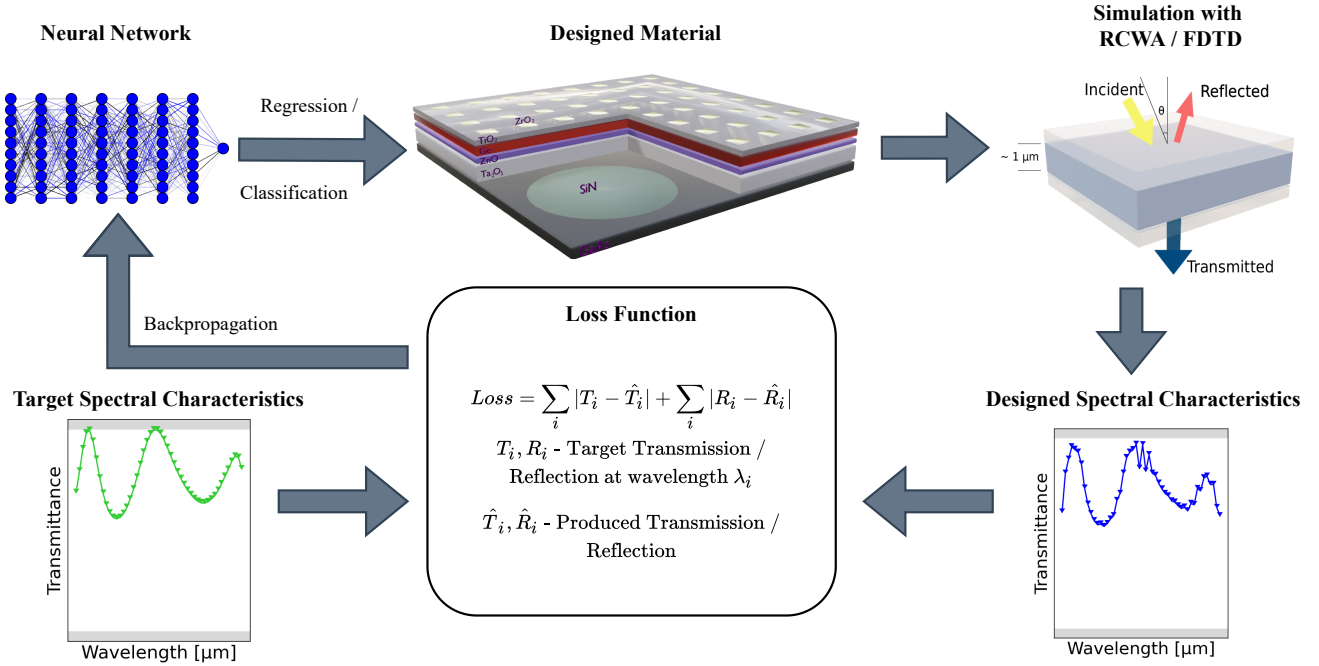 Neural Network
Designed Material
Simulation with
RCWA / FDTD
Regression /
Classification
ZrO₂
TiO₂
Ge
ZnO
Ta₂O₅
SiN
Incident
θ
Reflected
~ 1 μm
Transmitted
Backpropagation
Loss Function
Loss = ∑ᵢ |Tᵢ − T̂ᵢ| + ∑ᵢ |Rᵢ − R̂ᵢ|
Tᵢ, Rᵢ - Target Transmission /
Reflection at wavelength λᵢ
T̂ᵢ, R̂ᵢ - Produced Transmission /
Reflection
Target Spectral Characteristics
Transmittance
Wavelength [μm]
Designed Spectral Characteristics
Transmittance
Wavelength [μm]